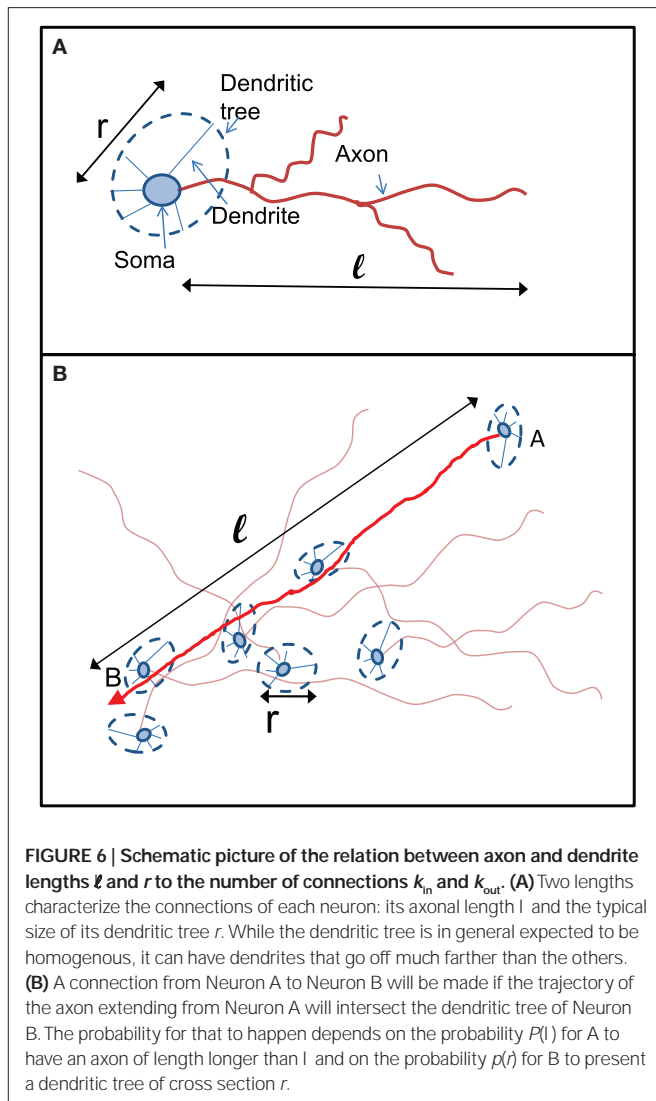 A
Dendritic
tree
r
Axon
Dendrite
Soma
ℓ
B
A
ℓ
B
r
FIGURE 6 | Schematic picture of the relation between axon and dendrite
lengths ℓ and r to the number of connections kin and kout. (A) Two lengths
characterize the connections of each neuron: its axonal length l and the typical
size of its dendritic tree r. While the dendritic tree is in general expected to be
homogenous, it can have dendrites that go off much farther than the others.
(B) A connection from Neuron A to Neuron B will be made if the trajectory of
the axon extending from Neuron A will intersect the dendritic tree of Neuron
B. The probability for that to happen depends on the probability P(l) for A to
have an axon of length longer than l and on the probability p(r) for B to present
a dendritic tree of cross section r.